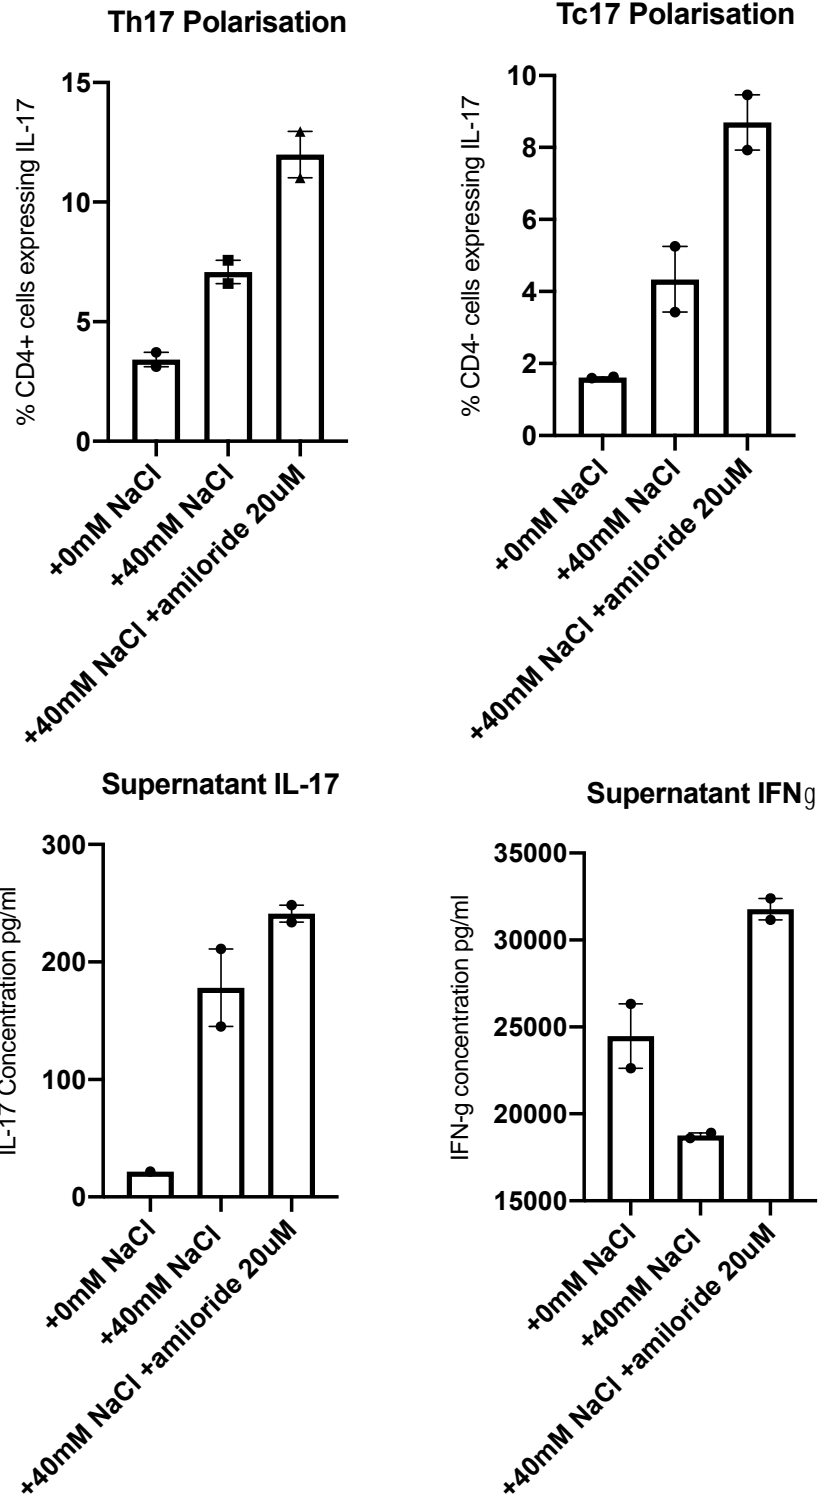 Th17 Polarisation
% CD4+ cells expressing IL-17
15
10
5
0
+0mM NaCl
+40mM NaCl
+40mM NaCl +amiloride 20uM
Tc17 Polarisation
% CD4- cells expressing IL-17
10
8
6
4
2
0
+0mM NaCl
+40mM NaCl
+40mM NaCl +amiloride 20uM
Supernatant IL-17
IL-17 Concentration pg/ml
300
200
100
0
+0mM NaCl
+40mM NaCl
+40mM NaCl +amiloride 20uM
Supernatant IFNg
IFN-g concentration pg/ml
35000
30000
25000
20000
15000
+0mM NaCl
+40mM NaCl
+40mM NaCl +amiloride 20uM